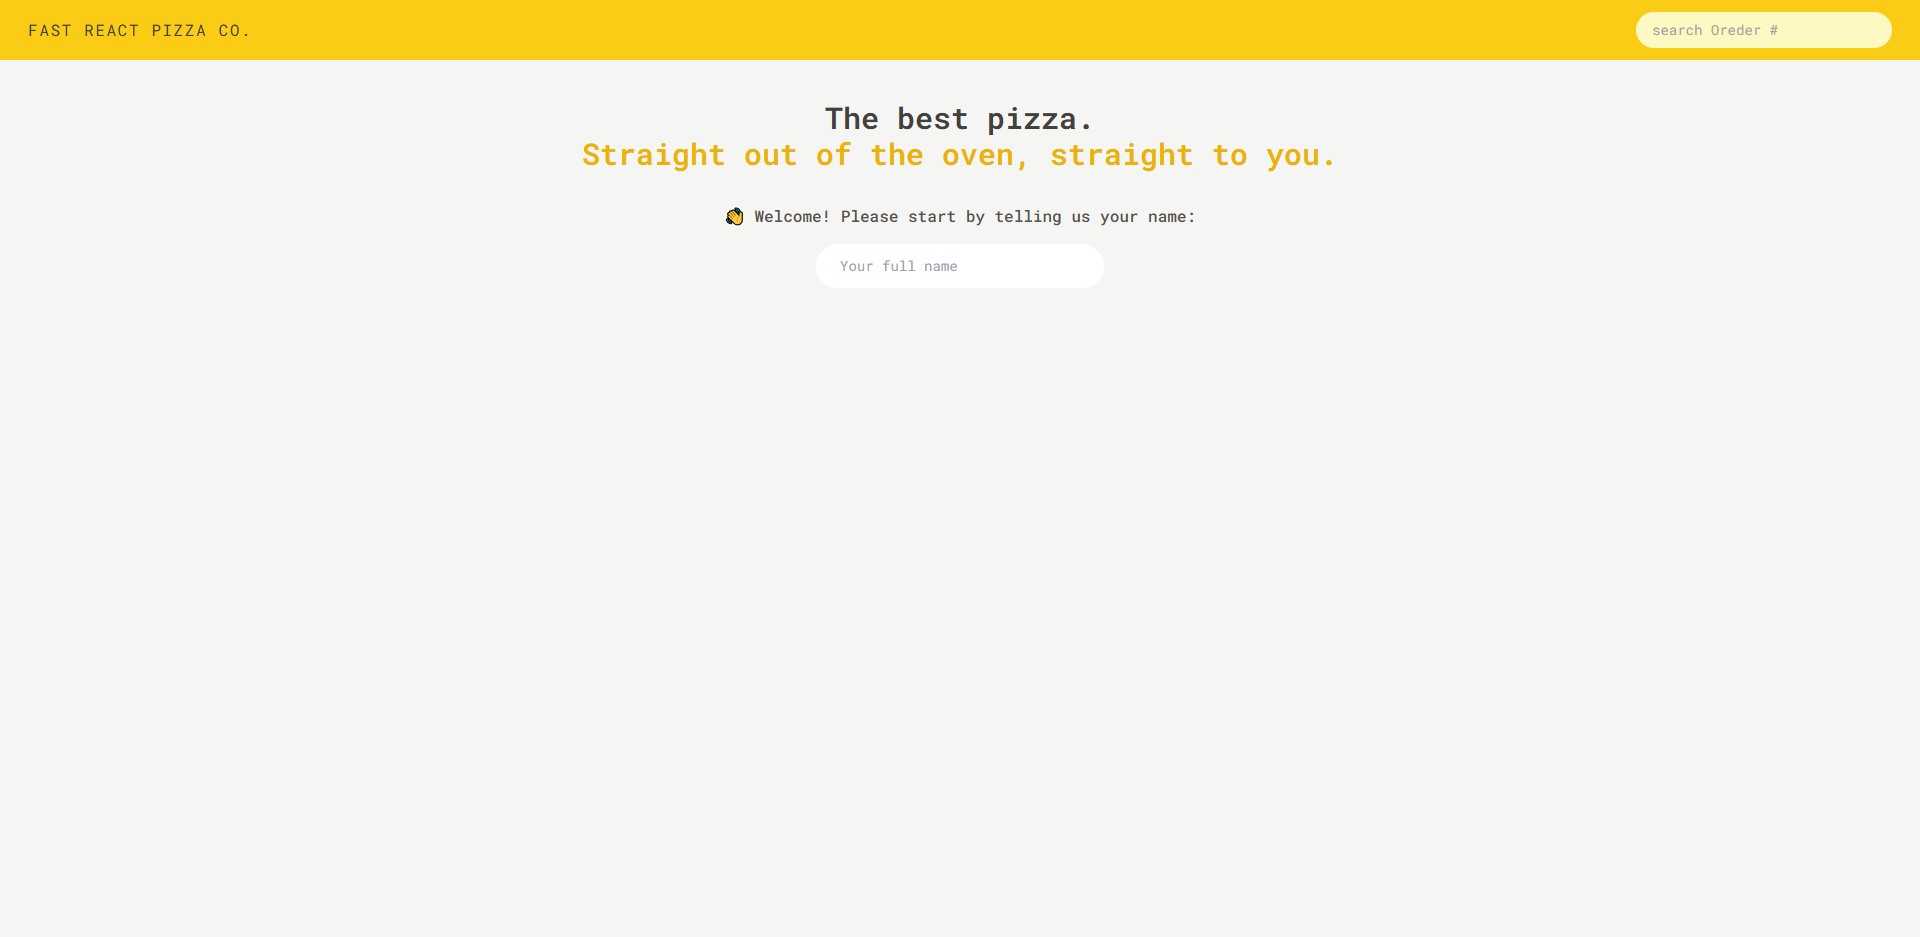 FAST REACT PIZZA CO.
search Oreder #
The best pizza.
Straight out of the oven, straight to you.
👋 Welcome! Please start by telling us your name:
Your full name